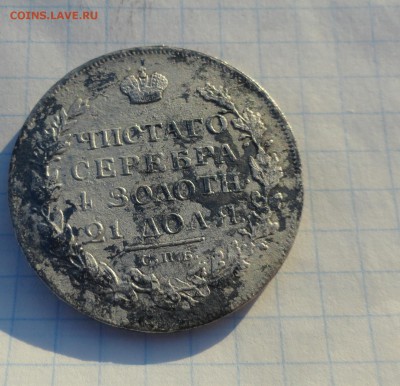 COINS.LAVE.RU
ЧИСТАГО
СЕРЕБРА
4 ЗОЛОТН
21 ДОЛЯ
С.П.Б.